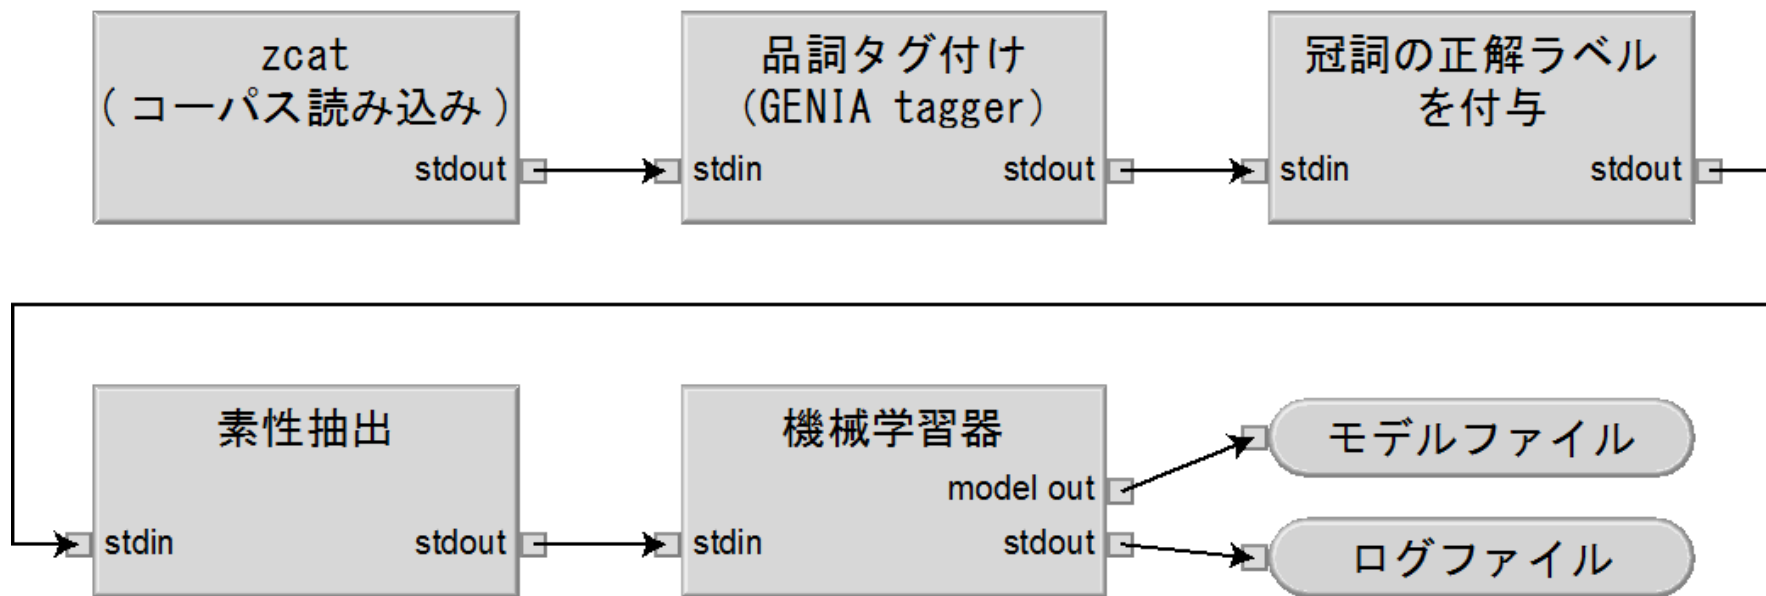 zcat
(コーパス読み込み)
stdout
品詞タグ付け
(GENIA tagger)
stdin
stdout
冠詞の正解ラベル
を付与
stdin
stdout
素性抽出
stdin
stdout
機械学習器
model out
stdin
stdout
モデルファイル
ログファイル